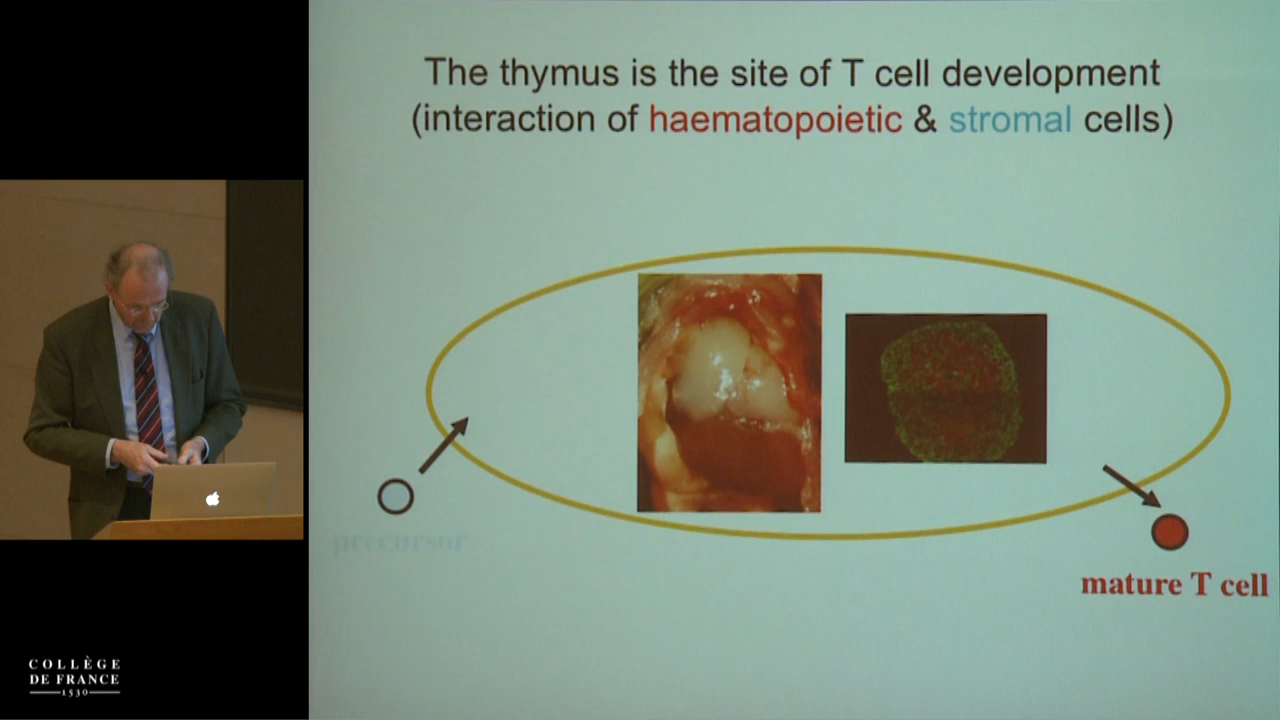 The thymus is the site of T cell development
(interaction of haematopoietic & stromal cells)
precursor
mature T cell
COLLÈGE
DE FRANCE
1530